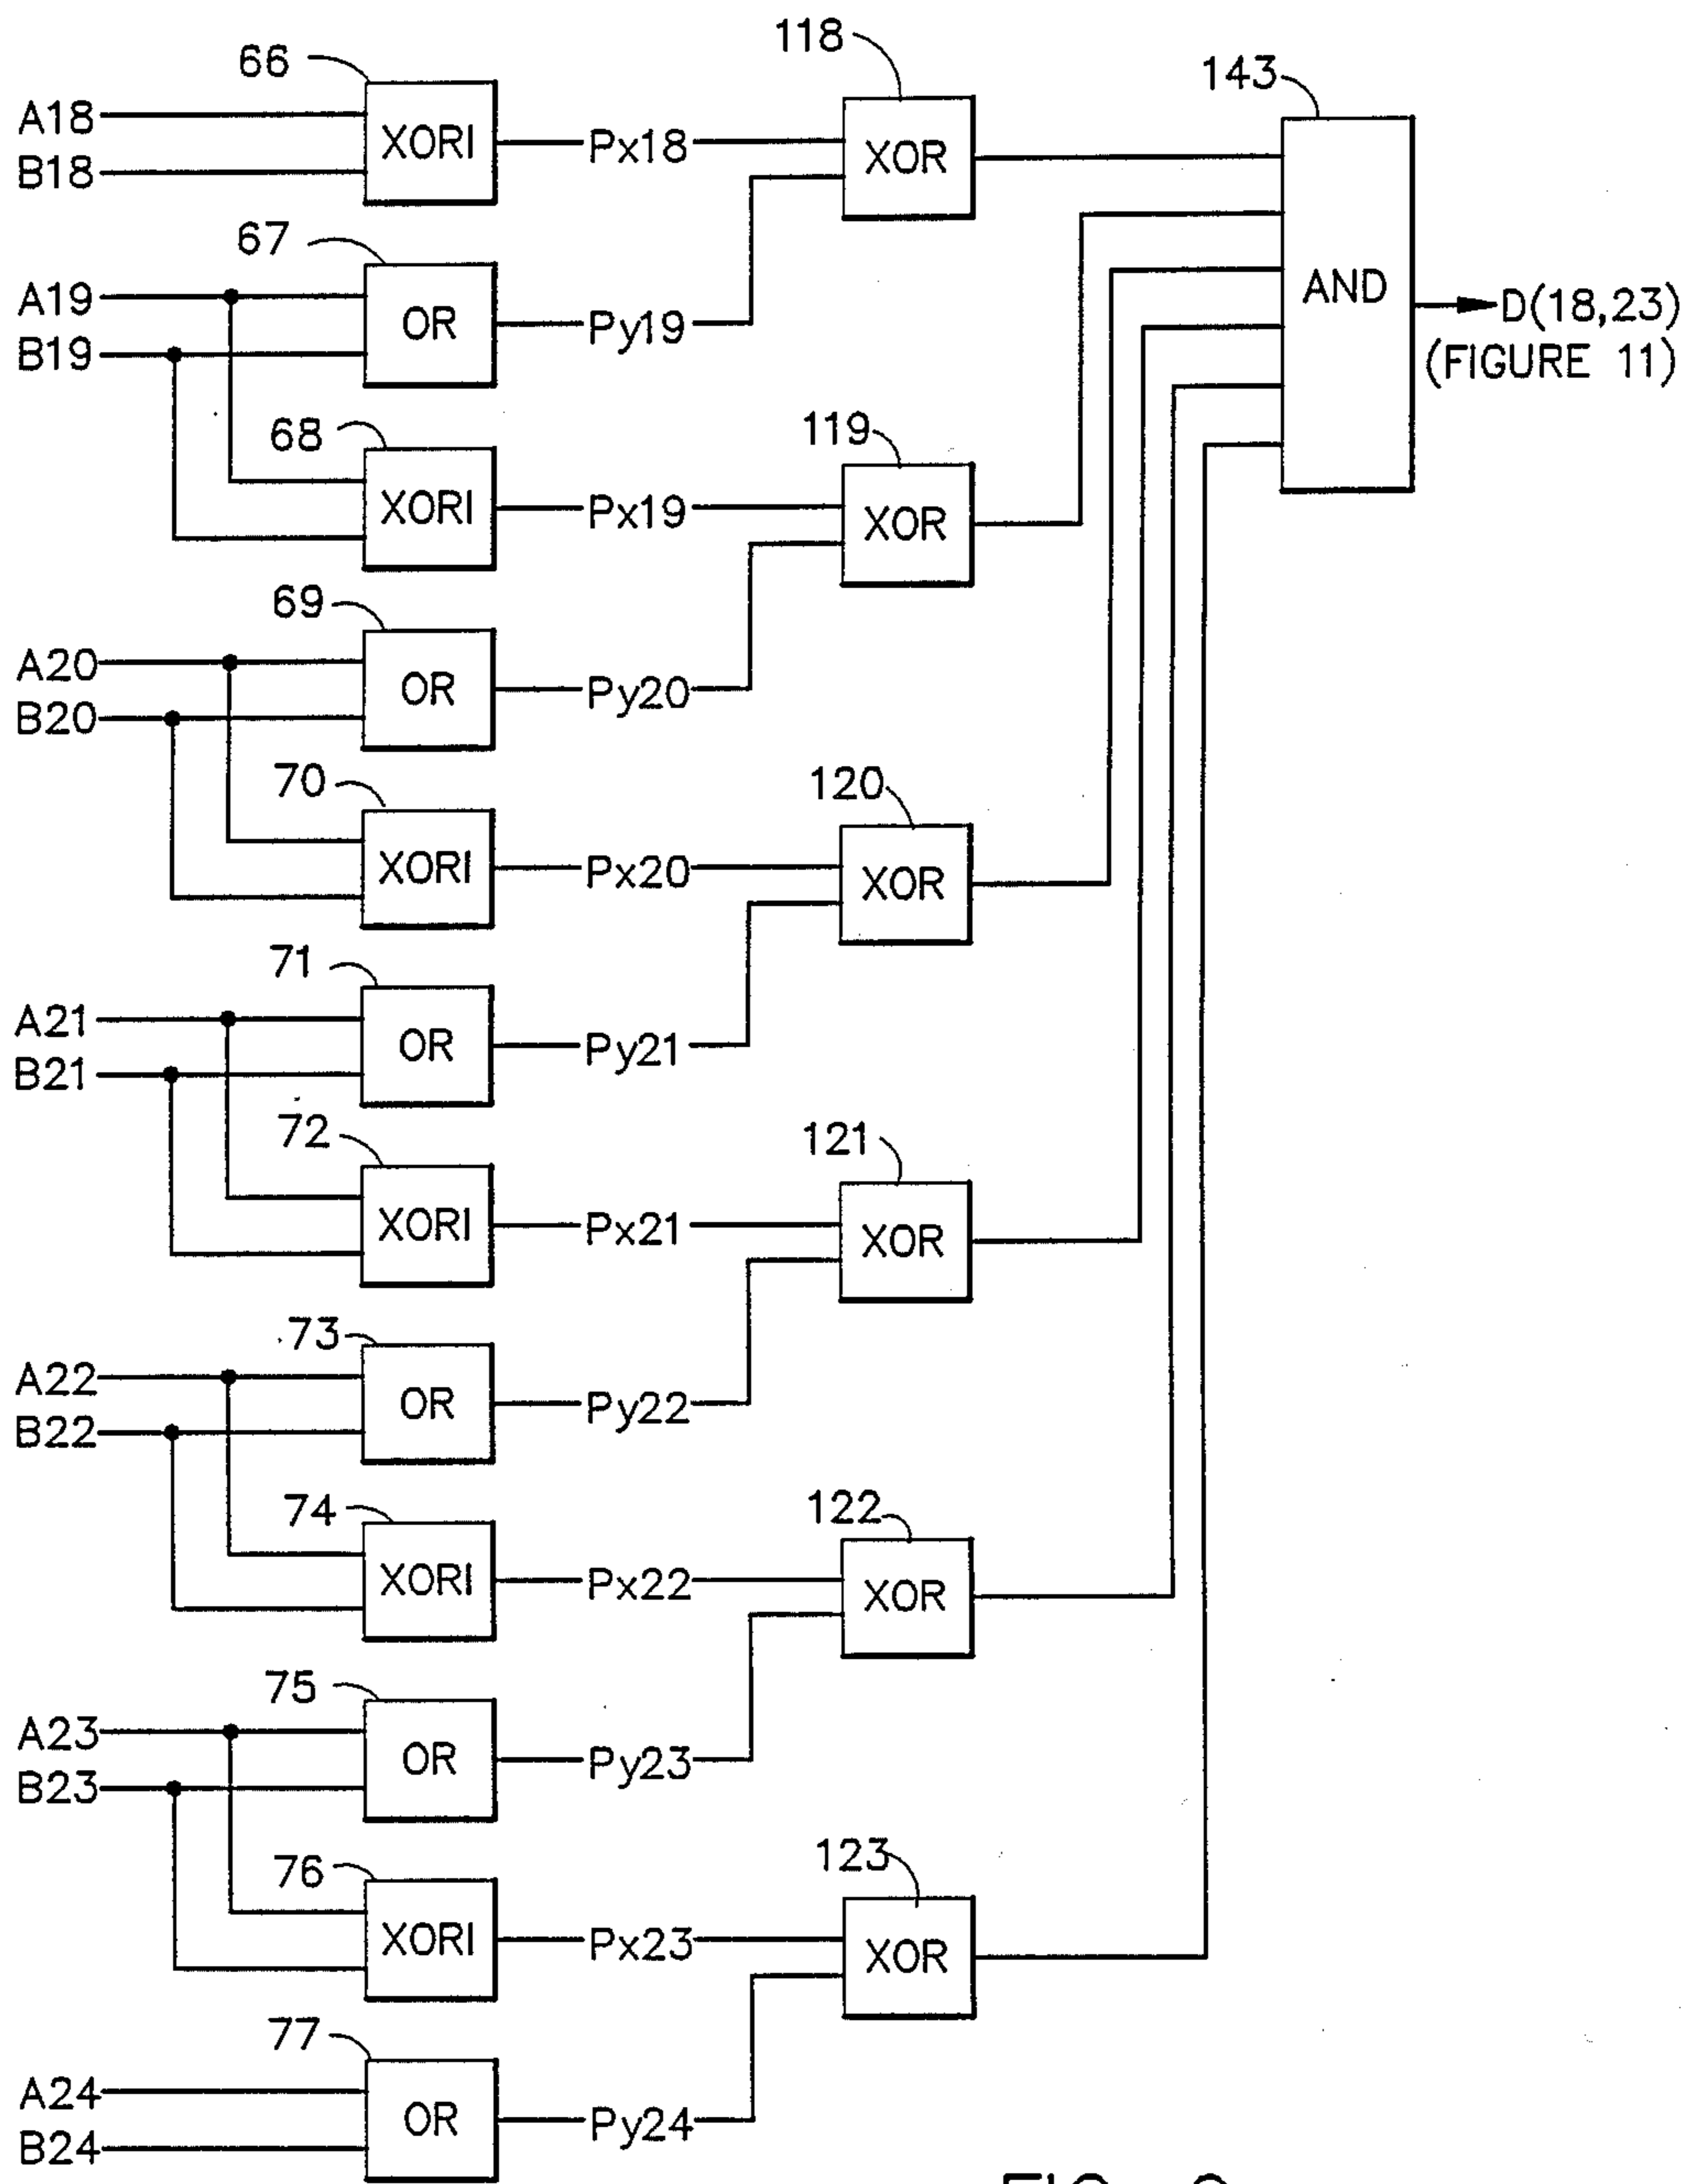 66
118
143
A18
B18
XORI
Px18
XOR
67
A19
B19
OR
Py19
AND
D(18,23)
(FIGURE 11)
68
XORI
Px19
119
XOR
69
A20
B20
OR
Py20
70
XORI
Px20
120
XOR
71
A21
B21
OR
Py21
72
XORI
Px21
121
XOR
73
A22
B22
OR
Py22
74
XORI
Px22
122
XOR
75
A23
B23
OR
Py23
76
XORI
Px23
123
XOR
77
A24
B24
OR
Py24
FIG.